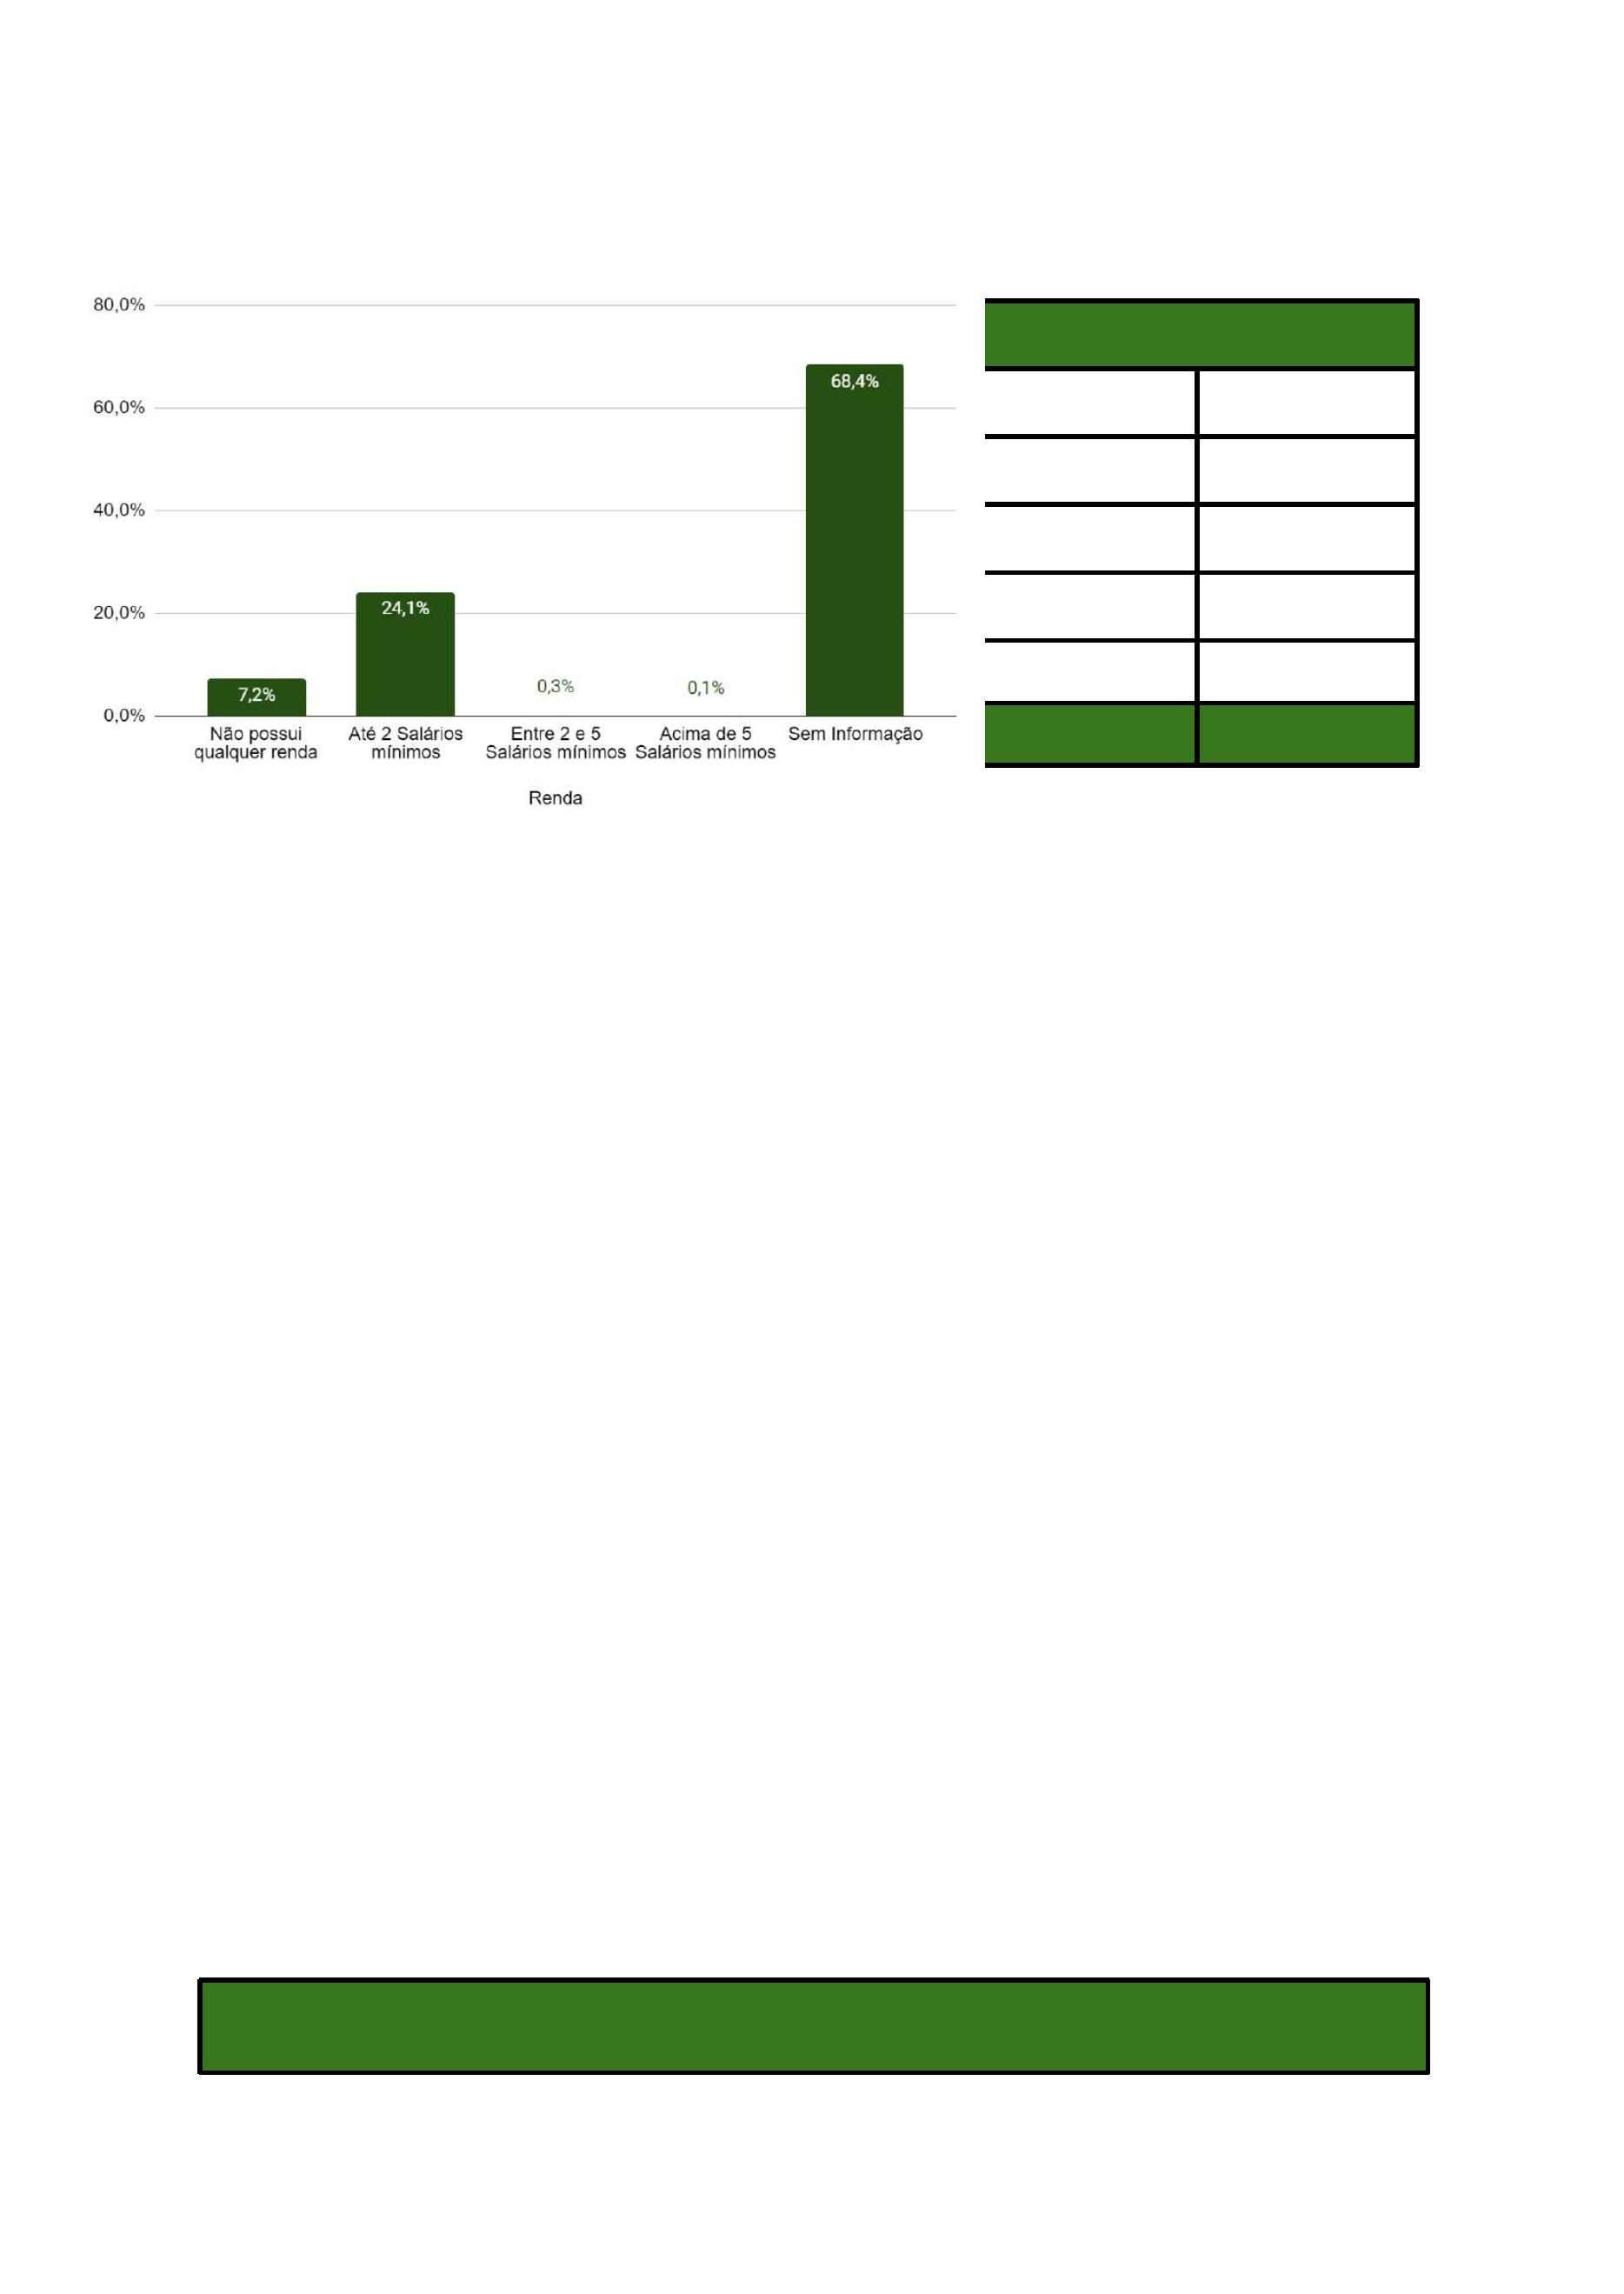 80,0%
60,0%
40,0%
20,0%
0,0%
7,2%
24,1%
0,3%
0,1%
68,4%
Não possui
qualquer renda
Até 2 Salários
mínimos
Entre 2 e 5
Salários mínimos
Acima de 5
Salários mínimos
Sem Informação
Renda